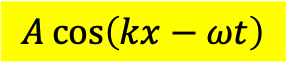 A cos(kx − ωt)